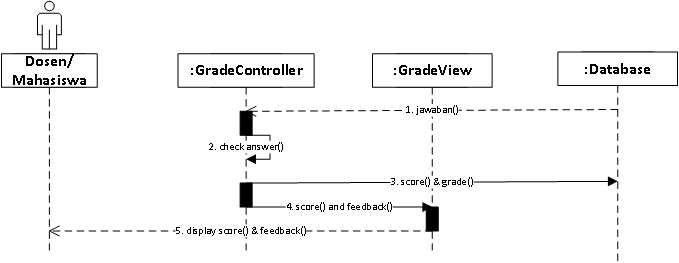 Dosen/
Mahasiswa
:GradeController
:GradeView
:Database
1. jawaban()
2. check answer()
3. score() & grade()
4. score() and feedback()
5. display score() & feedback()